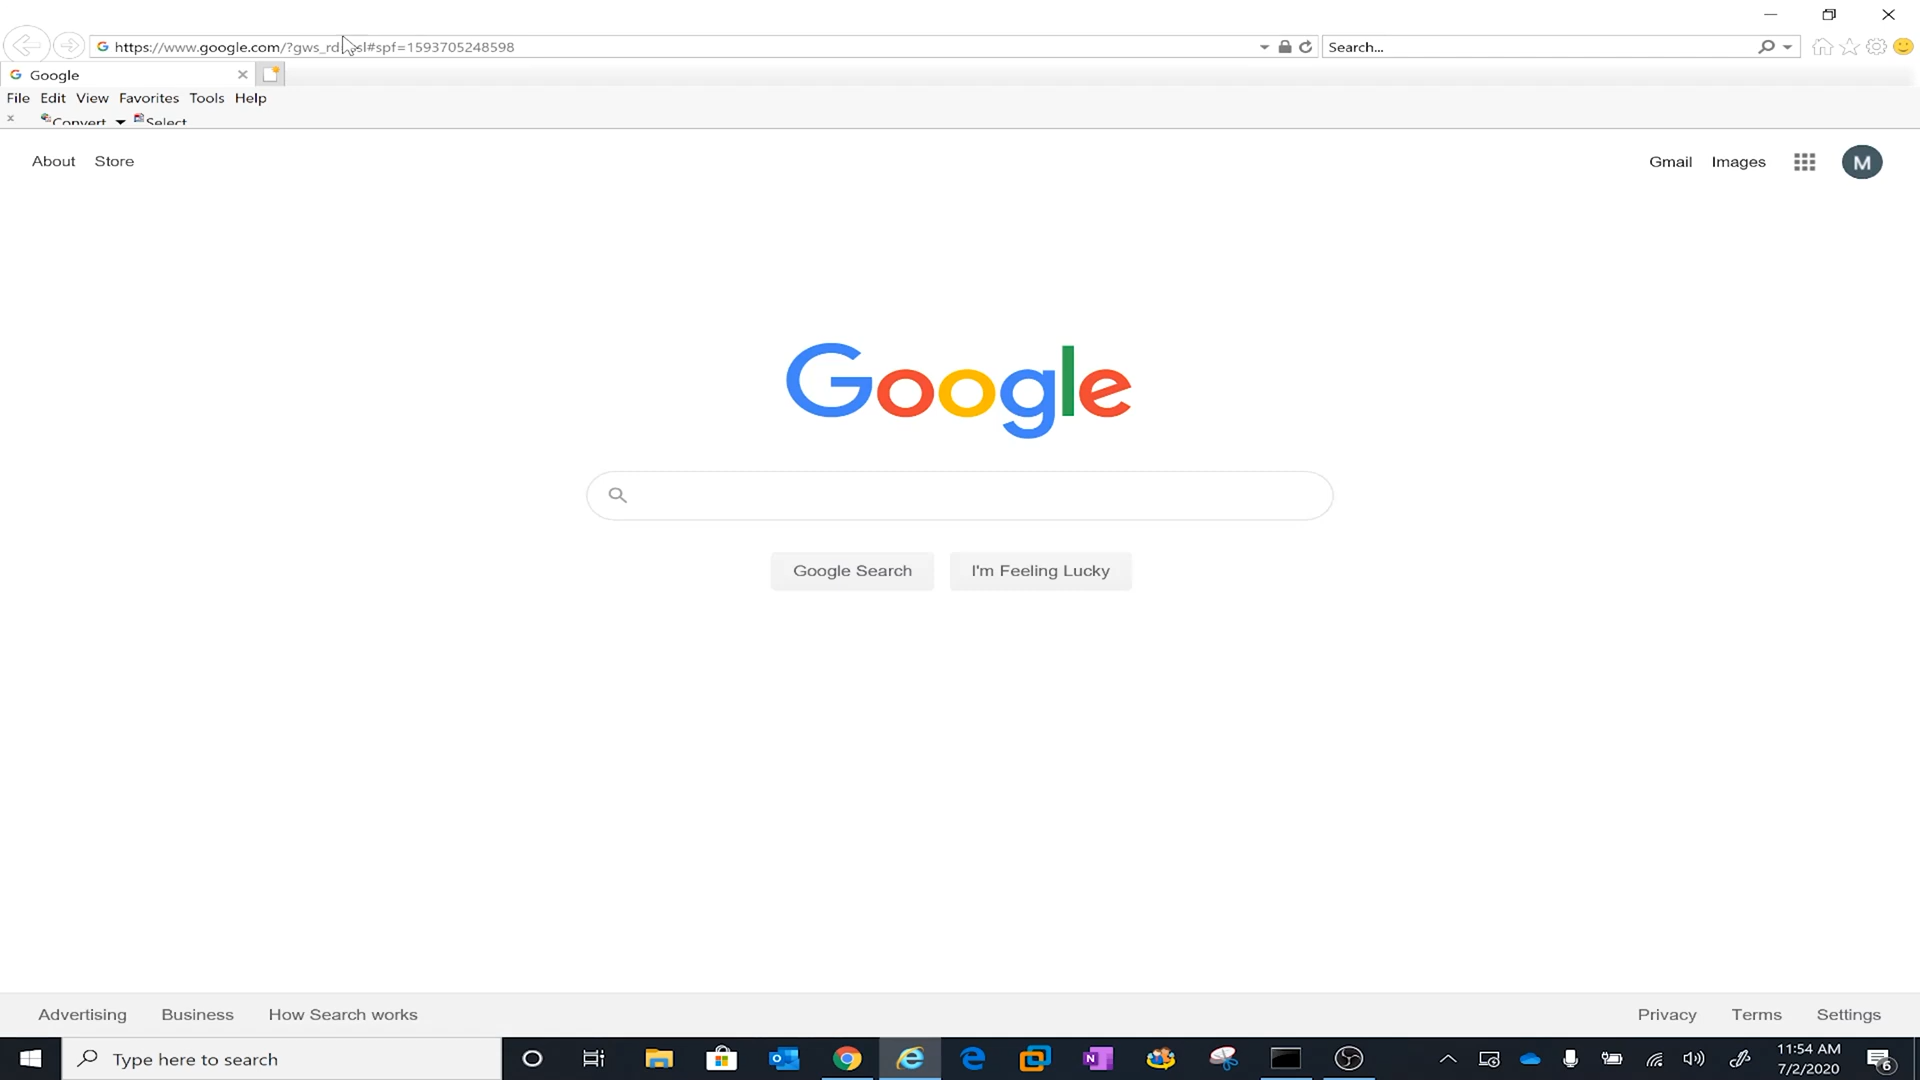 https://www.google.com/?gws_rd=ssl#spf=1593705248598
Search...
Google
File Edit View Favorites Tools Help
x Convert Select
About Store
Gmail Images M
Google
Google Search I'm Feeling Lucky
Advertising Business How Search works
Privacy Terms Settings
Type here to search
11:54 AM
7/2/2020
6